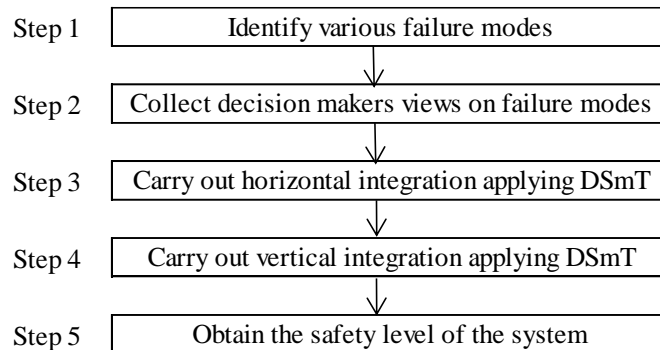 Step 1 Identify various failure modes
Step 2 Collect decision makers views on failure modes
Step 3 Carry out horizontal integration applying DSmT
Step 4 Carry out vertical integration applying DSmT
Step 5 Obtain the safety level of the system